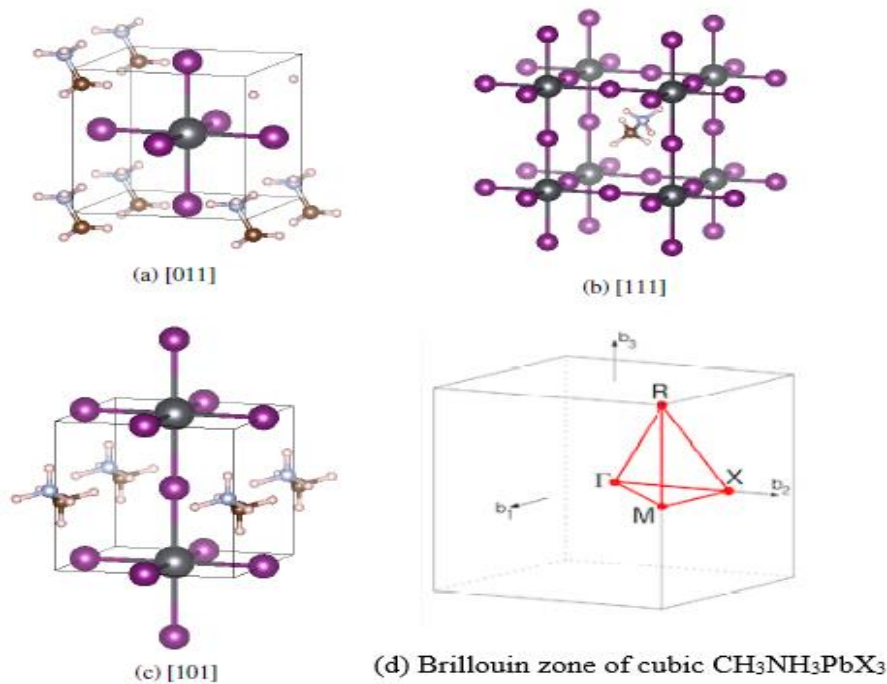 (a) [011]
(b) [111]
b₃
R
Γ
X
b₂
b₁
M
(c) [101]
(d) Brillouin zone of cubic CH₃NH₃PbX₃